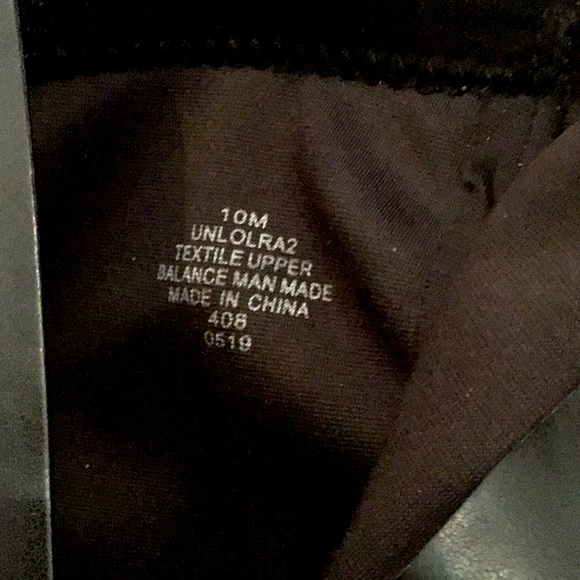 10M
UNLOLRA2
TEXTILE UPPER
BALANCE MAN MADE
MADE IN CHINA
408
0519